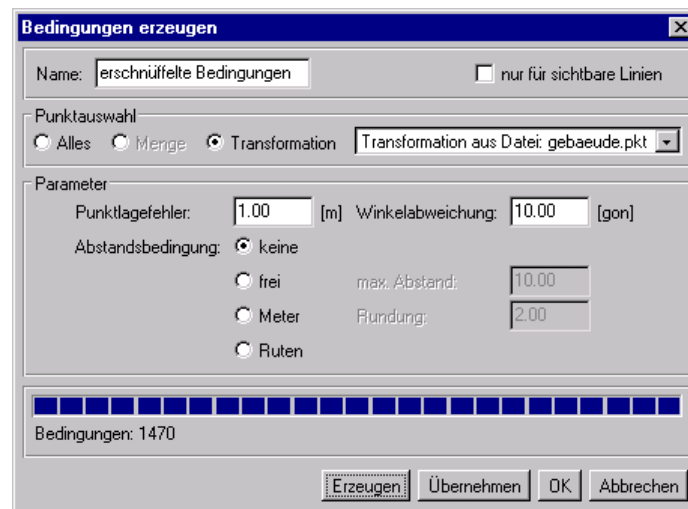 Bedingungen erzeugen
Name: erschnüffelte Bedingungen nur für sichtbare Linien
Punktauswahl
Alles Menge Transformation Transformation aus Datei: gebaeude.pkt
Parameter
Punktlagefehler: 1.00 [m] Winkelabweichung: 10.00 [gon]
Abstandsbedingung: keine
frei max. Abstand: 10.00
Meter Rundung: 2.00
Ruten
Bedingungen: 1470
Erzeugen Übernehmen OK Abbrechen